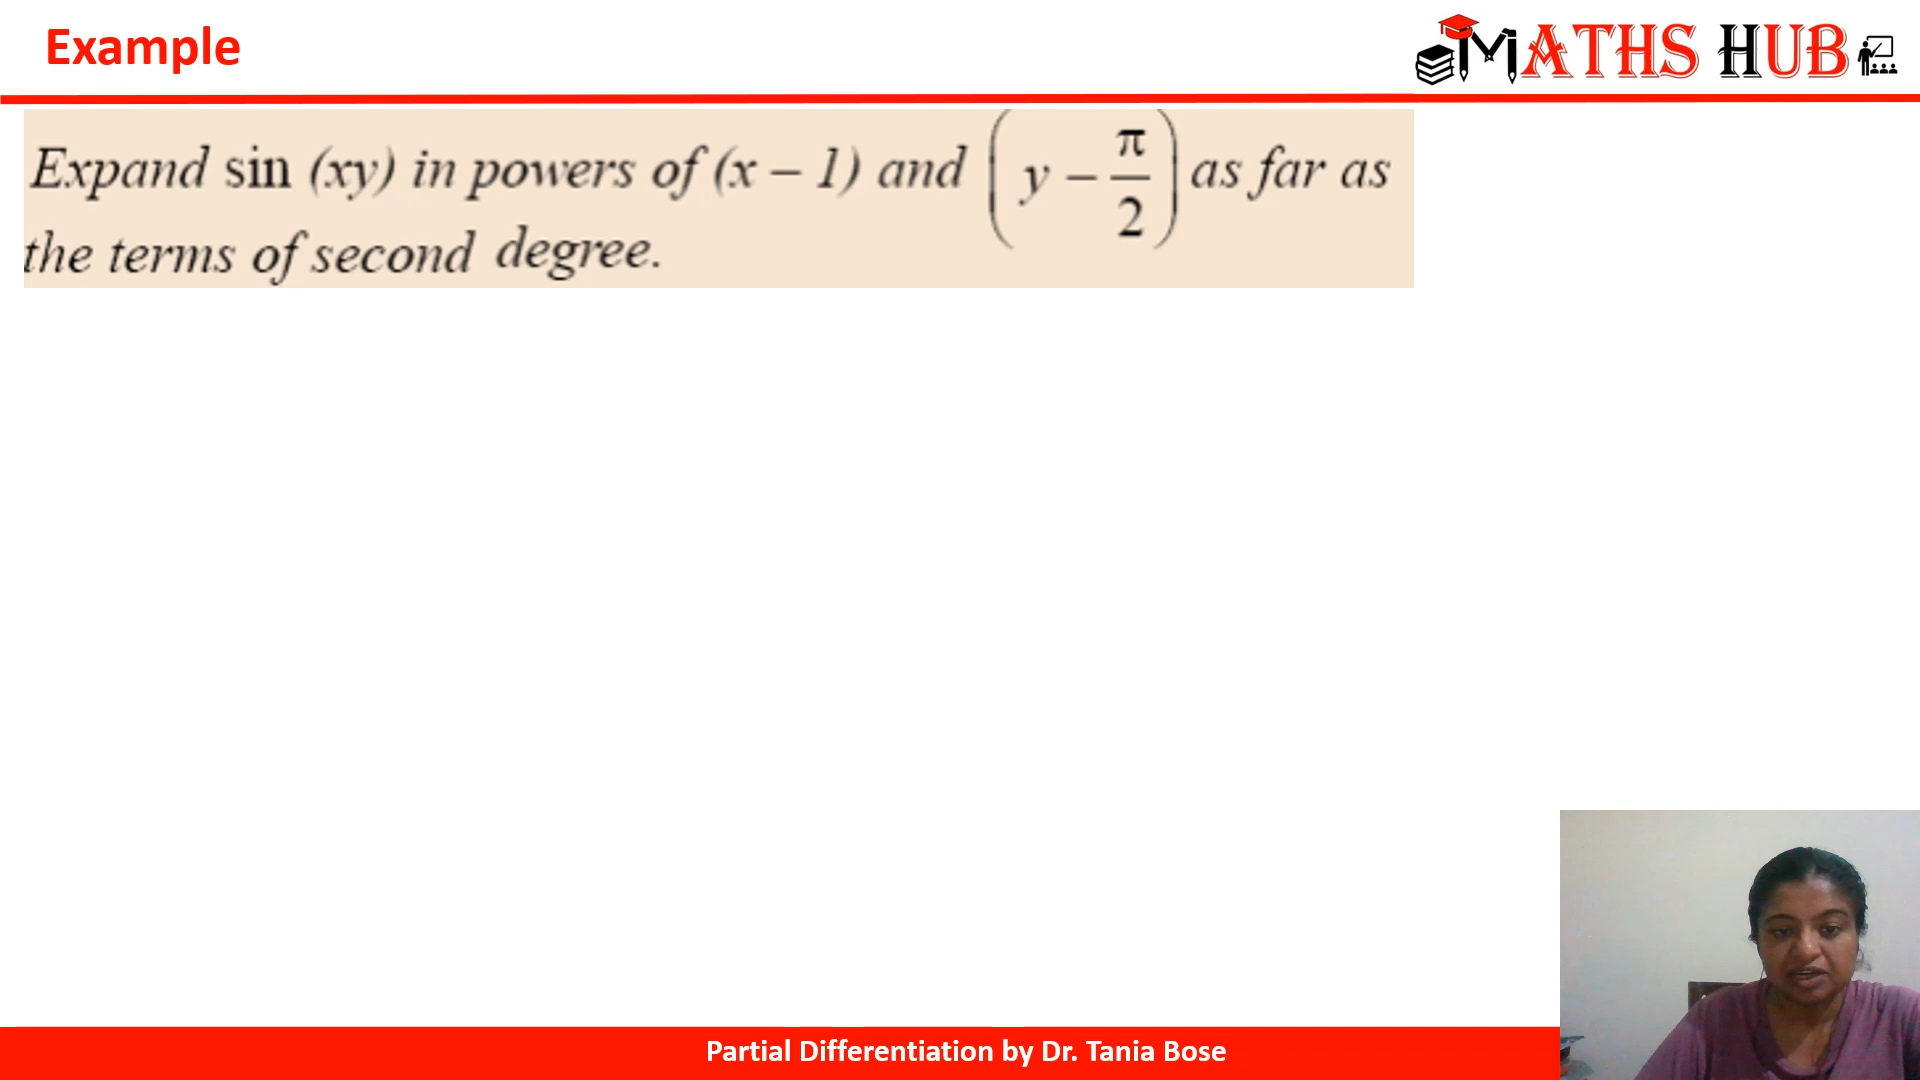 Example
MATHS HUB
Expand sin (xy) in powers of (x – 1) and (y – π/2) as far as
the terms of second degree.
Partial Differentiation by Dr. Tania Bose